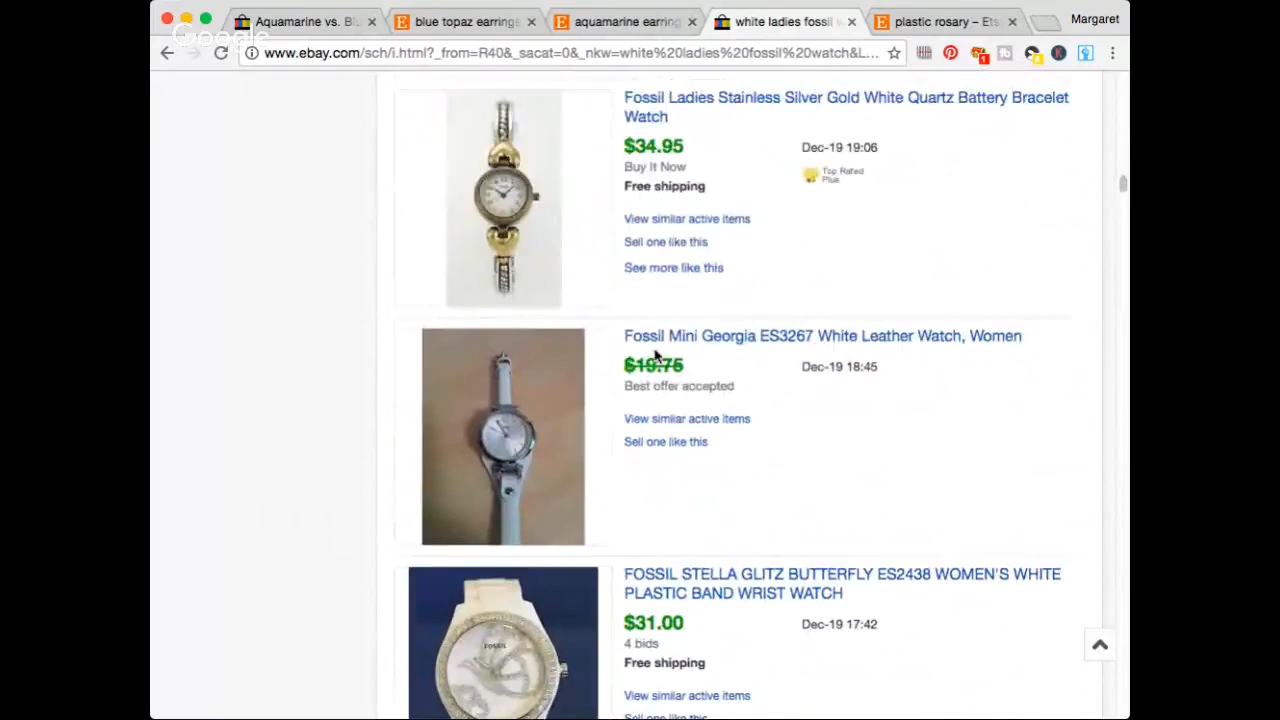 Aquamarine vs. Bl
blue topaz earrings
aquamarine earring
white ladies fossil w
plastic rosary – Ets
Margaret
Google
www.ebay.com/sch/i.html?_from=R40&_sacat=0&_nkw=white%20ladies%20fossil%20watch&L...
Fossil Ladies Stainless Silver Gold White Quartz Battery Bracelet
Watch
$34.95
Dec-19 19:06
Buy It Now
Top Rated
Plus
Free shipping
View similar active items
Sell one like this
See more like this
Fossil Mini Georgia ES3267 White Leather Watch, Women
$19.75
Dec-19 18:45
Best offer accepted
View similar active items
Sell one like this
FOSSIL STELLA GLITZ BUTTERFLY ES2438 WOMEN'S WHITE
PLASTIC BAND WRIST WATCH
$31.00
Dec-19 17:42
4 bids
Free shipping
View similar active items
Sell one like this
FOSSIL